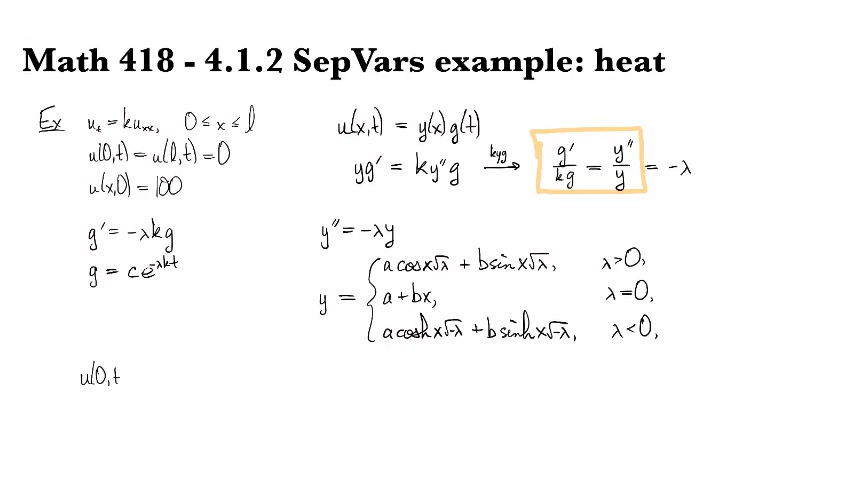 Math 418 - 4.1.2 SepVars example: heat
Ex u_t = ku_xx, 0 ≤ x ≤ l
u(0,t) = u(l,t) = 0
u(x,0) = 100
u(x,t) = y(x)g(t)
yg' = ky''g —kyg→ g'/kg = y''/y = -λ
g' = -λkg
g = ce^-λkt
y'' = -λy
y = { a cos x√λ + b sin x√λ, λ>0,
a + bx, λ=0,
a cosh x√-λ + b sinh x√-λ, λ<0,
u(0,t